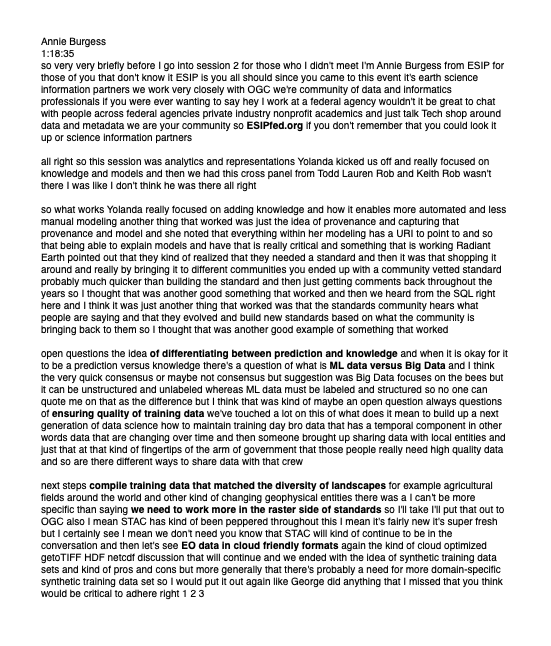 Annie Burgess
1:18:35
so very very briefly before I go into session 2 for those who I didn't meet I'm Annie Burgess from ESIP for
those of you that don't know it ESIP is you all should since you came to this event it's earth science
information partners we work very closely with OGC we're community of data and informatics
professionals if you were ever wanting to say hey I work at a federal agency wouldn't it be great to chat
with people across federal agencies private industry nonprofit academics and just talk Tech shop around
data and metadata we are your community so ESIPfed.org if you don't remember that you could look it
up or science information partners
all right so this session was analytics and representations Yolanda kicked us off and really focused on
knowledge and models and then we had this cross panel from Todd Lauren Rob and Keith Rob wasn't
there I was like I don't think he was there all right
so what works Yolanda really focused on adding knowledge and how it enables more automated and less
manual modeling another thing that worked was just the idea of provenance and capturing that
provenance and model and she noted that everything within her modeling has a URI to point to and so
that being able to explain models and have that is really critical and something that is working Radiant
Earth pointed out that they kind of realized that they needed a standard and then it was that shopping it
around and really by bringing it to different communities you ended up with a community vetted standard
probably much quicker than building the standard and then just getting comments back throughout the
years so I thought that was another good something that worked and then we heard from the SQL right
here and I think it was just another thing that worked was that the standards community hears what
people are saying and that they evolved and build new standards based on what the community is
bringing back to them so I thought that was another good example of something that worked
open questions the idea of differentiating between prediction and knowledge and when it is okay for it
to be a prediction versus knowledge there's a question of what is ML data versus Big Data and I think
the very quick consensus or maybe not consensus but suggestion was Big Data focuses on the bees but
it can be unstructured and unlabeled whereas ML data must be labeled and structured so no one can
quote me on that as the difference but I think that was kind of maybe an open question always questions
of ensuring quality of training data we've touched a lot on this of what does it mean to build up a next
generation of data science how to maintain training day bro data that has a temporal component in other
words data that are changing over time and then someone brought up sharing data with local entities and
just that at that kind of fingertips of the arm of government that those people really need high quality data
and so are there different ways to share data with that crew
next steps compile training data that matched the diversity of landscapes for example agricultural
fields around the world and other kind of changing geophysical entities there was a I can't be more
specific than saying we need to work more in the raster side of standards so I'll take I'll put that out to
OGC also I mean STAC has kind of been peppered throughout this I mean it's fairly new it's super fresh
but I certainly see I mean we don't need you know that STAC will kind of continue to be in the
conversation and then let's see EO data in cloud friendly formats again the kind of cloud optimized
getoTIFF HDF netcdf discussion that will continue and we ended with the idea of synthetic training data
sets and kind of pros and cons but more generally that there's probably a need for more domain-specific
synthetic training data set so I would put it out again like George did anything that I missed that you think
would be critical to adhere right 1 2 3